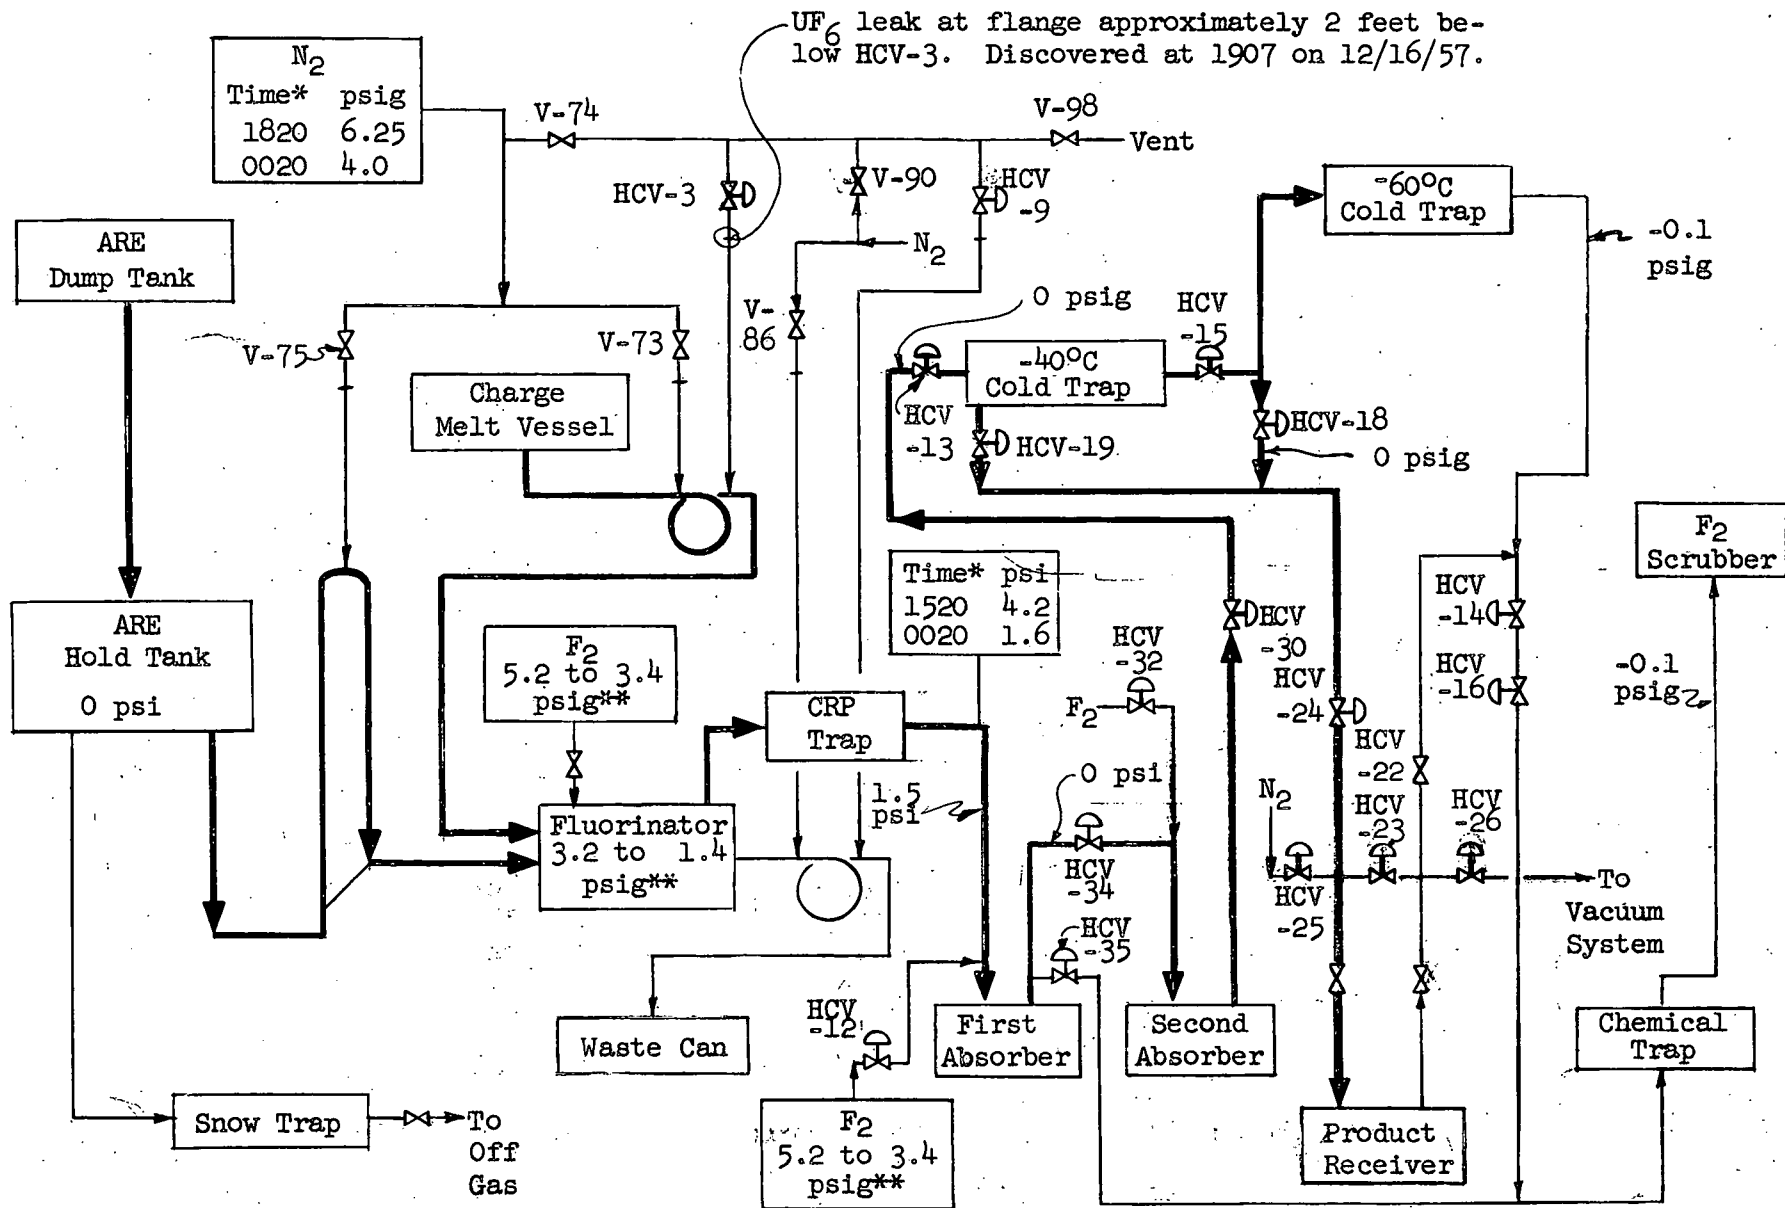 UF6 leak at flange approximately 2 feet be-
low HCV-3. Discovered at 1907 on 12/16/57.
N2
Time* psig
1820 6.25
0020 4.0
V-74
V-98
Vent
HCV-3
V-90
HCV
-9
N2
-60°C
Cold Trap
-0.1
psig
ARE
Dump Tank
V-75
V-73
V-
86
0 psig
HCV
-15
-40°C
Cold Trap
HCV
-13
HCV-19
HCV-18
0 psig
Charge
Melt Vessel
F2
Scrubber
Time* psi
1520 4.2
0020 1.6
HCV
-14
HCV
-16
-0.1
psig
ARE
Hold Tank
0 psi
F2
5.2 to 3.4
psig**
HCV
-32
F2
HCV
-30
HCV
-24
HCV
-22
CRP
Trap
0 psi
1.5
psi
N2
HCV
-23
HCV
-26
Fluorinator
3.2 to 1.4
psig**
HCV
-34
HCV
-25
To
Vacuum
System
HCV
-35
HCV
-12
Waste Can
First
Absorber
Second
Absorber
Chemical
Trap
Snow Trap
To
Off
Gas
F2
5.2 to 3.4
psig**
Product
Receiver